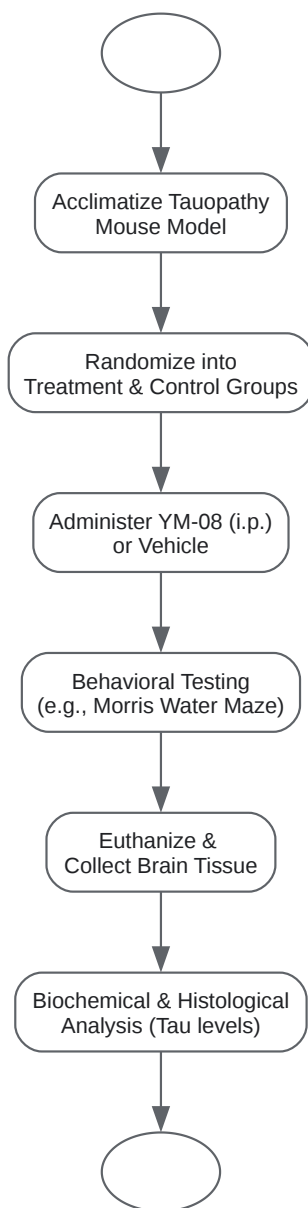 Acclimatize Tauopathy
Mouse Model
Randomize into
Treatment & Control Groups
Administer YM-08 (i.p.)
or Vehicle
Behavioral Testing
(e.g., Morris Water Maze)
Euthanize &
Collect Brain Tissue
Biochemical & Histological
Analysis (Tau levels)